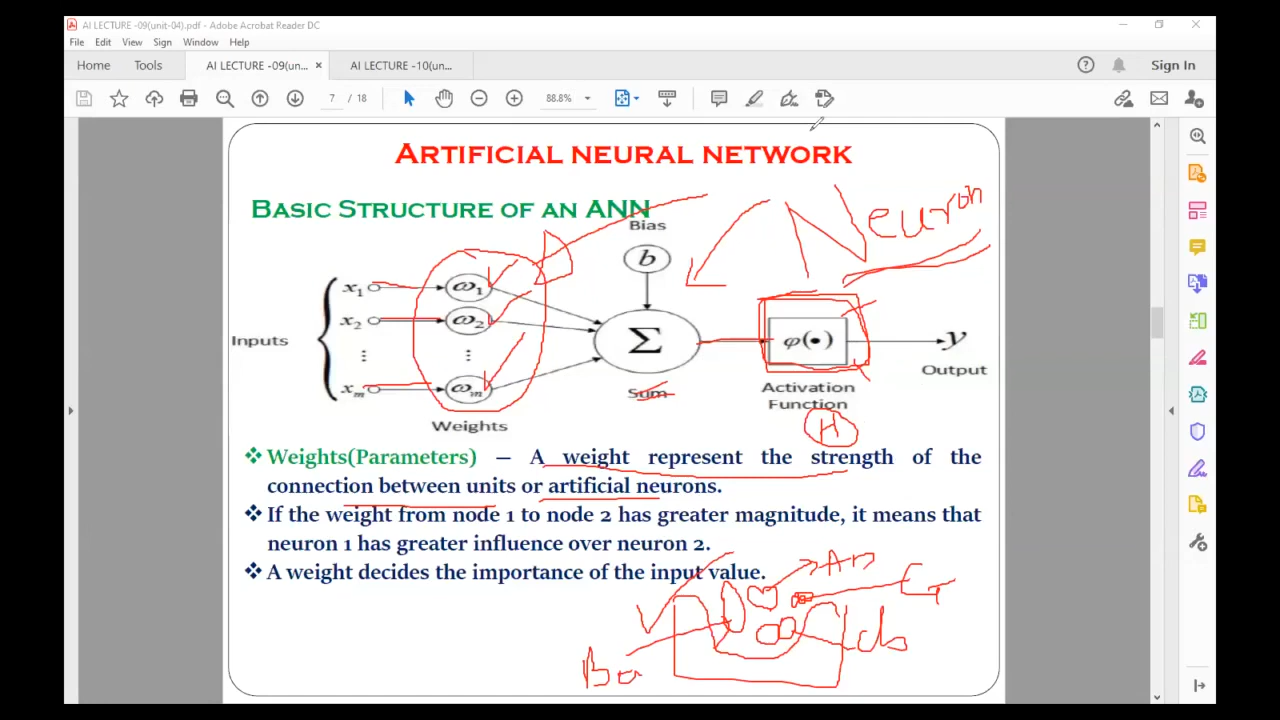 AI LECTURE -09(unit-04).pdf - Adobe Acrobat Reader DC
File Edit View Sign Window Help
Home Tools AI LECTURE -09(un... × AI LECTURE -10(un... Sign In
7 / 18 88.8%
ARTIFICIAL NEURAL NETWORK
BASIC STRUCTURE OF AN ANN
Neuron
Bias
b
x1 ω1
x2 ω2
Inputs
Σ φ(•) y
Output
xm ωm
Sum
Activation
Function
Weights
H
❖ Weights(Parameters) – A weight represent the strength of the
connection between units or artificial neurons.
❖ If the weight from node 1 to node 2 has greater magnitude, it means that
neuron 1 has greater influence over neuron 2.
❖ A weight decides the importance of the input value.